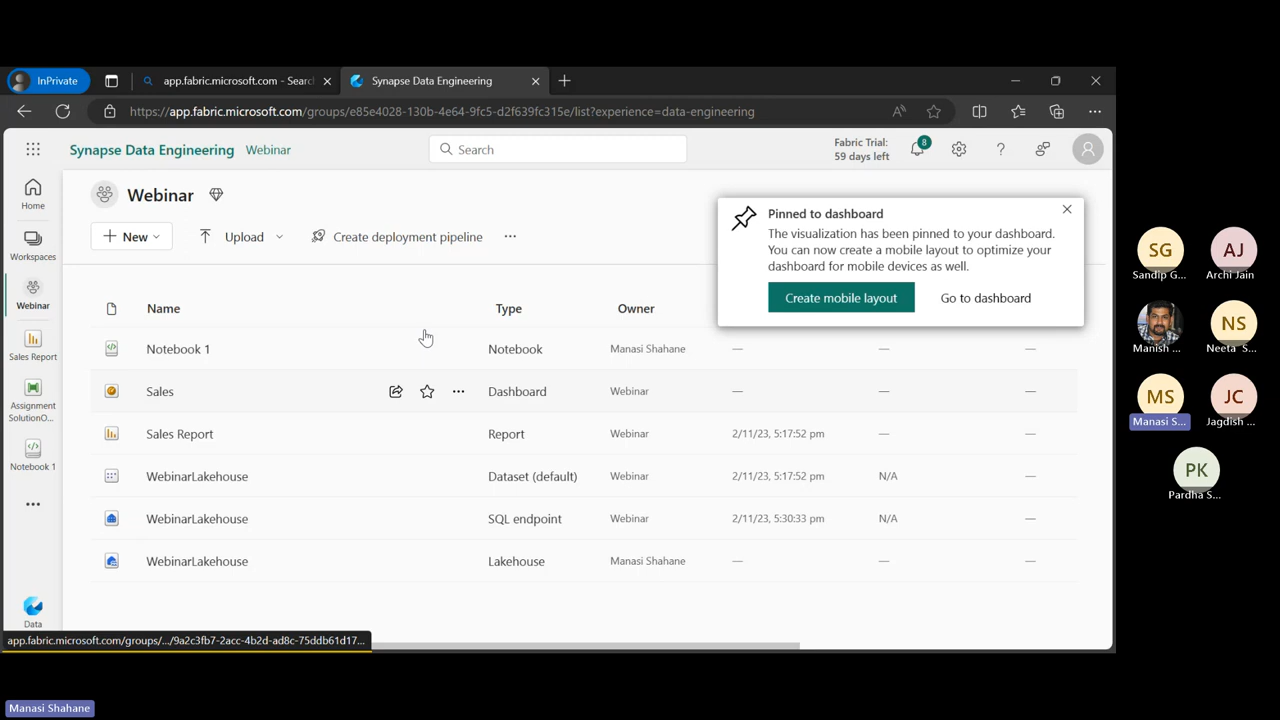 InPrivate
app.fabric.microsoft.com - Searc
Synapse Data Engineering
https://app.fabric.microsoft.com/groups/e85e4028-130b-4e64-9fc5-d2f639fc315e/list?experience=data-engineering
Synapse Data Engineering Webinar
Search
Fabric Trial:
59 days left
8
Home
Workspaces
Webinar
Sales Report
Assignment
SolutionO...
Notebook 1
Data
Webinar
New
Upload
Create deployment pipeline
Pinned to dashboard
The visualization has been pinned to your dashboard.
You can now create a mobile layout to optimize your
dashboard for mobile devices as well.
Create mobile layout Go to dashboard
Name Type Owner
Notebook 1 Notebook Manasi Shahane — — —
Sales Dashboard Webinar — — —
Sales Report Report Webinar 2/11/23, 5:17:52 pm — —
WebinarLakehouse Dataset (default) Webinar 2/11/23, 5:17:52 pm N/A —
WebinarLakehouse SQL endpoint Webinar 2/11/23, 5:30:33 pm N/A —
WebinarLakehouse Lakehouse Manasi Shahane — — —
app.fabric.microsoft.com/groups/.../9a2c3fb7-2acc-4b2d-ad8c-75ddb61d17...
SG AJ
Sandip G... Archi Jain
NS
Manish ... Neeta S...
MS JC
Manasi S... Jagdish ...
PK
Pardha S...
Manasi Shahane